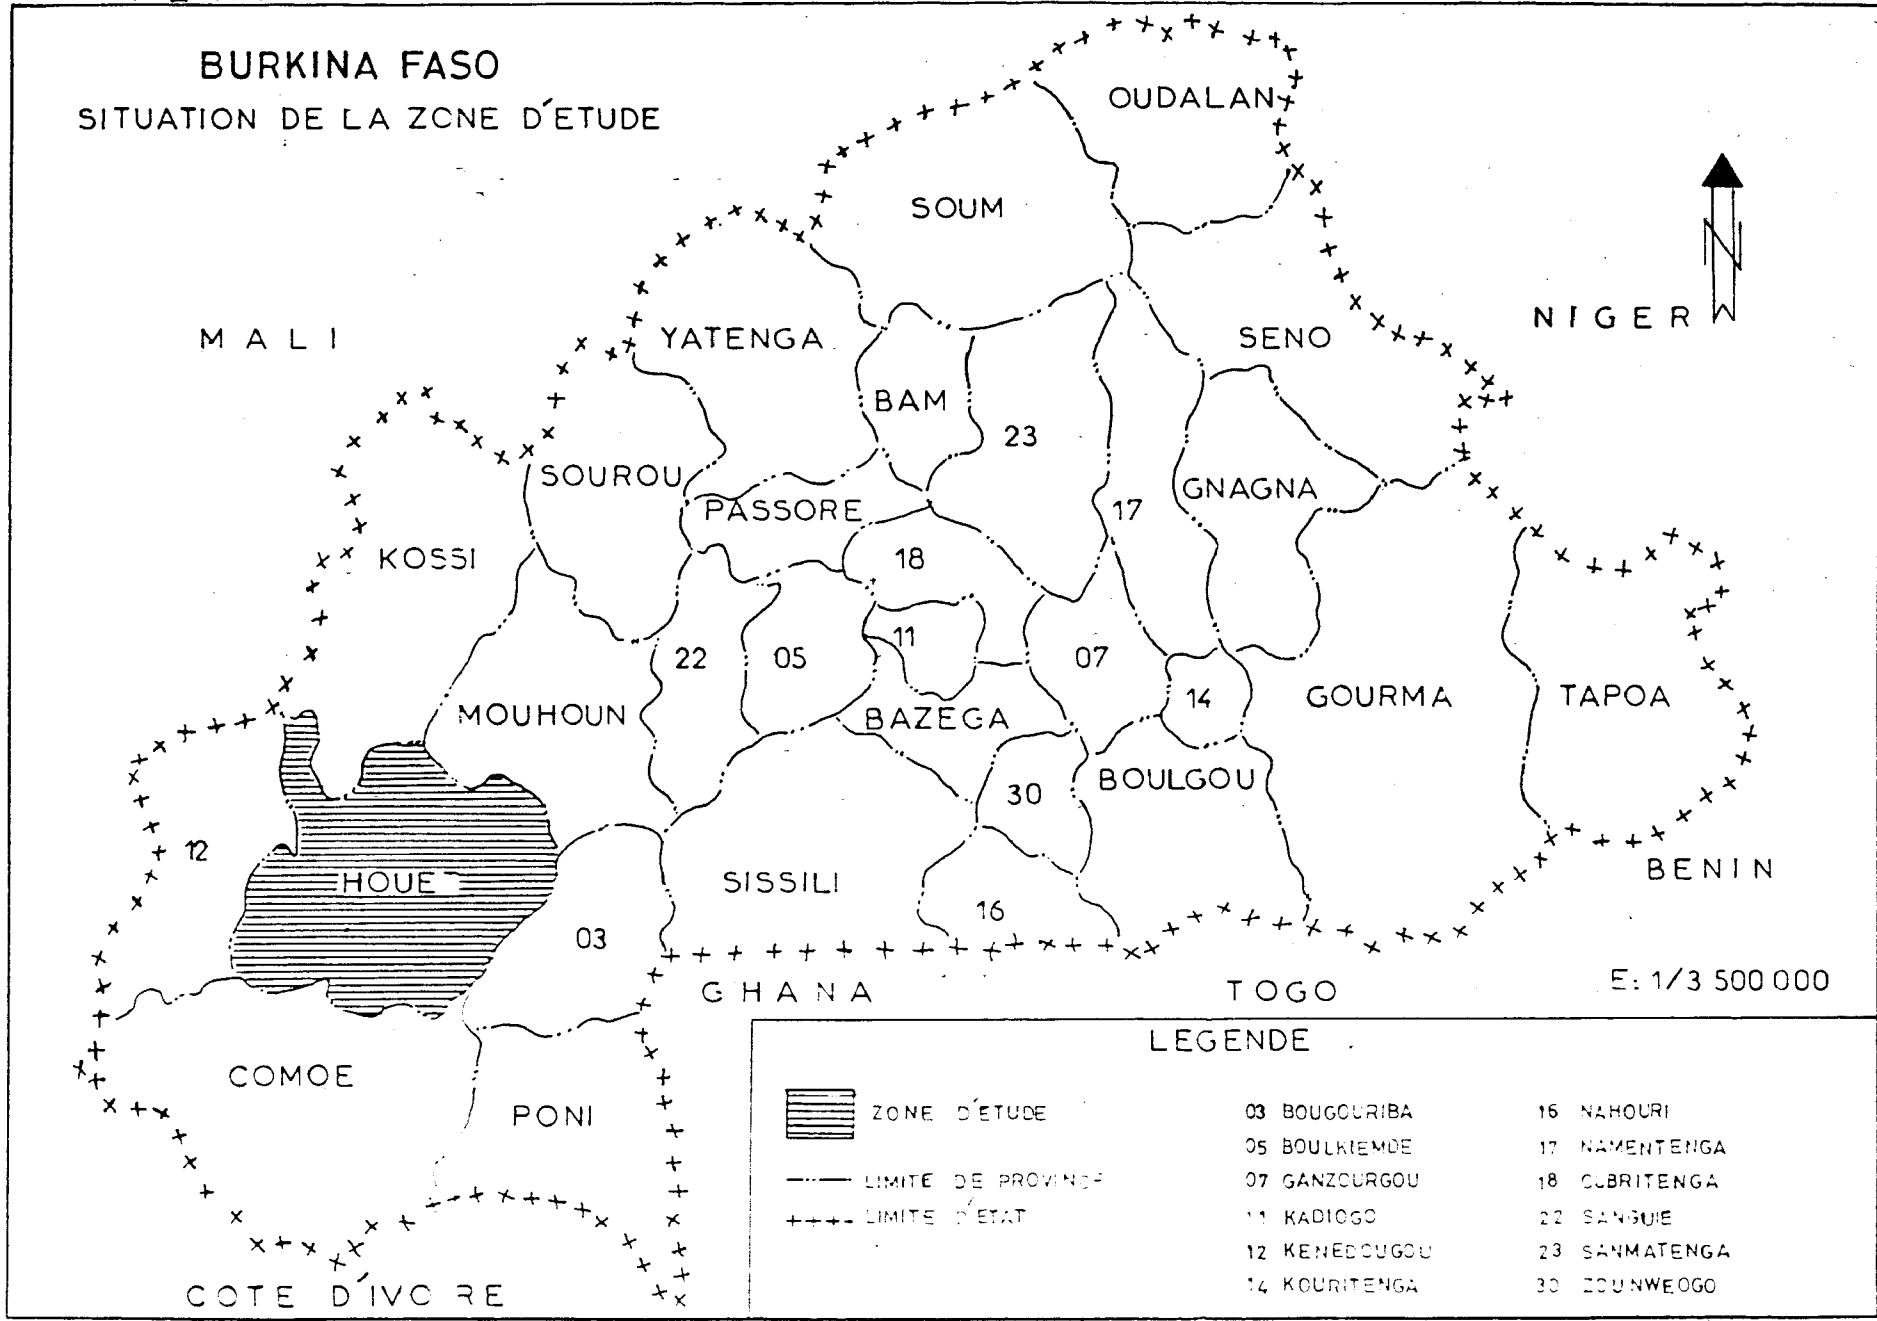 BURKINA FASO
SITUATION DE LA ZONE D'ETUDE
OUDALAN
SOUM
N
MALI
YATENGA
SENO
NIGER
BAM
23
SOUROU
PASSORE
17
GNAGNA
KOSSI
18
22
05
11
07
14
GOURMA
TAPOA
MOUHOUN
BAZEGA
30
BOULGOU
12
HOUE
SISSILI
BENIN
03
16
GHANA
TOGO
E: 1/3 500 000
COMOE
PONI
COTE D'IVOIRE
LEGENDE
ZONE D'ETUDE
LIMITE DE PROVINCE
LIMITE D'ETAT
03 BOUGOURIBA
05 BOULKIEMDE
07 GANZOURGOU
11 KADIOGO
12 KENEDOUGOU
14 KOURITENGA
16 NAHOURI
17 NAMENTENGA
18 OUBRITENGA
22 SANGUIE
23 SANMATENGA
30 ZOUNWEOGO